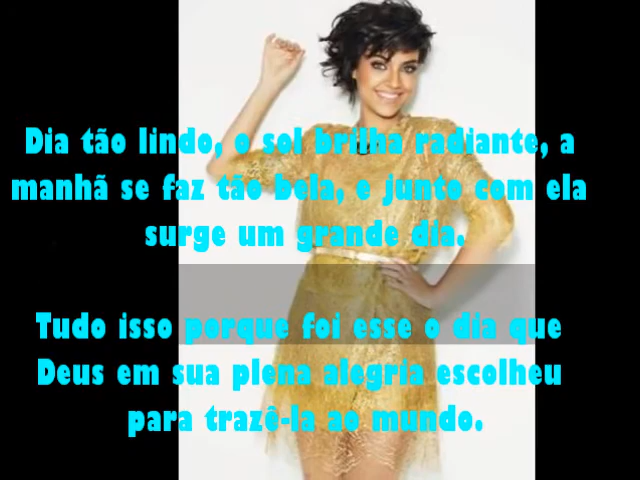 Dia tão lindo, o sol brilha radiante, a
manhã se faz tão bela, e junto com ela
surge um grande dia.
Tudo isso porque foi esse o dia que
Deus em sua plena alegria escolheu
para trazê-la ao mundo.